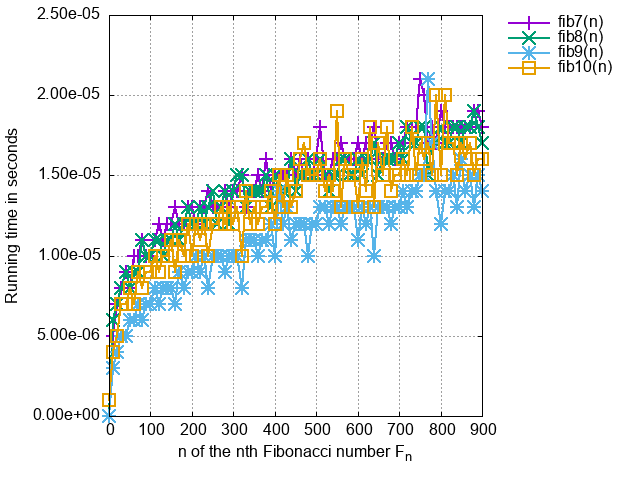 2.50e-05
2.00e-05
1.50e-05
1.00e-05
5.00e-06
0.00e+00
0 100 200 300 400 500 600 700 800 900
Running time in seconds
n of the nth Fibonacci number Fn
fib7(n)
fib8(n)
fib9(n)
fib10(n)